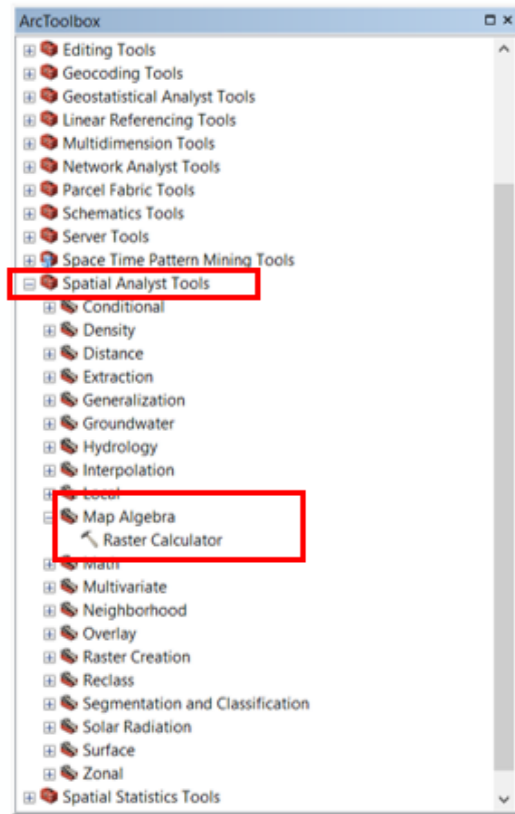 ArcToolbox
Editing Tools
Geocoding Tools
Geostatistical Analyst Tools
Linear Referencing Tools
Multidimension Tools
Network Analyst Tools
Parcel Fabric Tools
Schematics Tools
Server Tools
Space Time Pattern Mining Tools
Spatial Analyst Tools
Conditional
Density
Distance
Extraction
Generalization
Groundwater
Hydrology
Interpolation
Local
Map Algebra
Raster Calculator
Math
Multivariate
Neighborhood
Overlay
Raster Creation
Reclass
Segmentation and Classification
Solar Radiation
Surface
Zonal
Spatial Statistics Tools